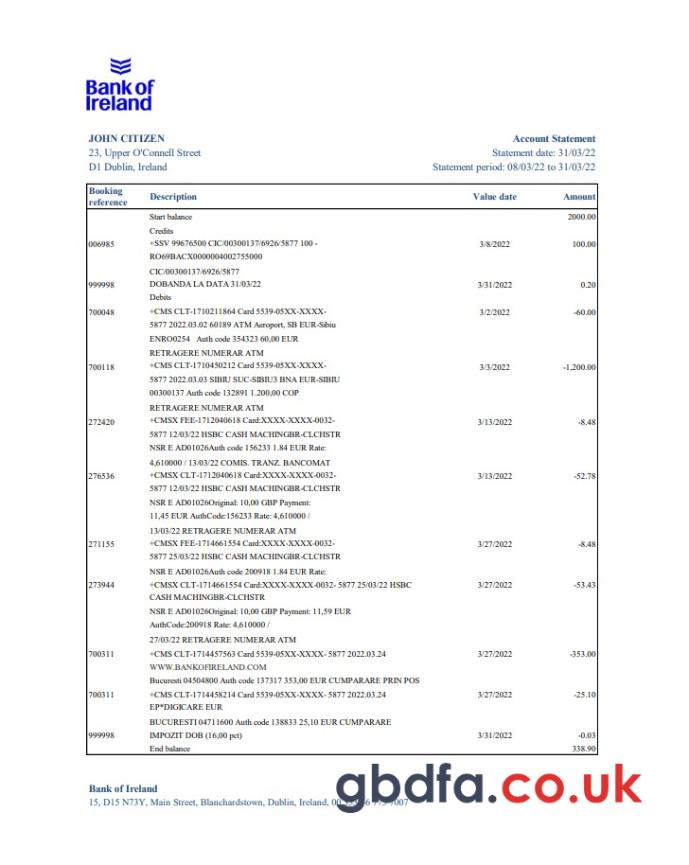 Bank of
Ireland
JOHN CITIZEN
23, Upper O'Connell Street
D1 Dublin, Ireland
Account Statement
Statement date: 31/03/22
Statement period: 08/03/22 to 31/03/22
Booking reference Description Value date Amount
Start balance 2000.00
Credits
006985 +SSV 99676500 CIC/00300137/6926/5877 100 - 3/8/2022 100.00
RO69BACX0000004002755000
CIC/00300137/6926/5877
999998 DOBANDA LA DATA 31/03/22 3/31/2022 0.20
Debits
700048 +CMS CLT-1710211864 Card 5539-05XX-XXXX- 3/2/2022 -60.00
5877 2022.03.02 60189 ATM Aeroport, SB EUR-Sibiu
ENRO0254 Auth code 354323 60,00 EUR
RETRAGERE NUMERAR ATM
700118 +CMS CLT-1710450212 Card 5539-05XX-XXXX- 3/3/2022 -1,200.00
5877 2022.03.03 SIBIU SUC-SIBIU3 BNA EUR-SIBIU
00300137 Auth code 132891 1.200,00 COP
RETRAGERE NUMERAR ATM
272420 +CMSX FEE-1712040618 Card:XXXX-XXXX-0032- 3/13/2022 -8.48
5877 12/03/22 HSBC CASH MACHINGBR-CLCHSTR
NSR E AD01026Auth code 156233 1.84 EUR Rate:
4,610000 / 13/03/22 COMIS. TRANZ. BANCOMAT
276536 +CMSX CLT-1712040618 Card:XXXX-XXXX-0032- 3/13/2022 -52.78
5877 12/03/22 HSBC CASH MACHINGBR-CLCHSTR
NSR E AD01026Original: 10,00 GBP Payment:
11,45 EUR AuthCode:156233 Rate: 4,610000 /
13/03/22 RETRAGERE NUMERAR ATM
271155 +CMSX FEE-1714661554 Card:XXXX-XXXX-0032- 3/27/2022 -8.48
5877 25/03/22 HSBC CASH MACHINGBR-CLCHSTR
NSR E AD01026Auth code 200918 1.84 EUR Rate:
273944 +CMSX CLT-1714661554 Card:XXXX-XXXX-0032- 5877 25/03/22 HSBC 3/27/2022 -53.43
CASH MACHINGBR-CLCHSTR
NSR E AD01026Original: 10,00 GBP Payment: 11,59 EUR
AuthCode:200918 Rate: 4,610000 /
27/03/22 RETRAGERE NUMERAR ATM
700311 +CMS CLT-1714457563 Card 5539-05XX-XXXX- 5877 2022.03.24 3/27/2022 -353.00
WWW.BANKOFIRELAND.COM
Bucuresti 04504800 Auth code 137317 353,00 EUR CUMPARARE PRIN POS
700311 +CMS CLT-1714458214 Card 5539-05XX-XXXX- 5877 2022.03.24 3/27/2022 -25.10
EP*DIGICARE EUR
BUCURESTI 04711600 Auth code 138833 25,10 EUR CUMPARARE
999998 IMPOZIT DOB (16,00 pct) 3/31/2022 -0.03
End balance 338.90
Bank of Ireland
15, D15 N73Y, Main Street, Blanchardstown, Dublin, Ireland,
gbdfa.co.uk